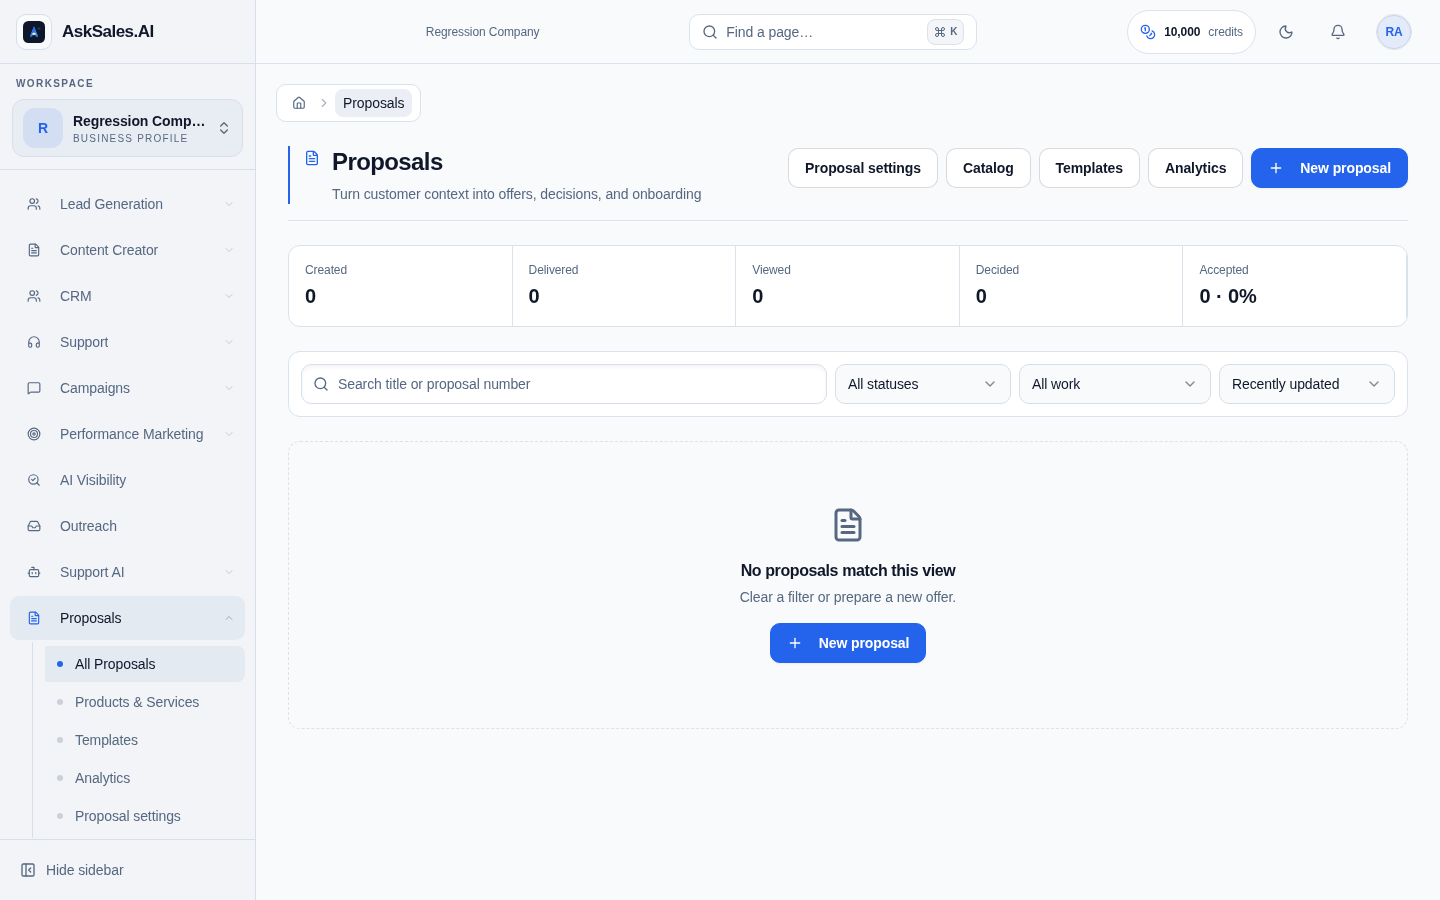 AskSales.AI
Regression Company
Find a page…
⌘ K
10,000 credits
RA
WORKSPACE
R
Regression Comp…
BUSINESS PROFILE
Lead Generation
Content Creator
CRM
Support
Campaigns
Performance Marketing
AI Visibility
Outreach
Support AI
Proposals
All Proposals
Products & Services
Templates
Analytics
Proposal settings
Hide sidebar
Proposals
Proposals
Turn customer context into offers, decisions, and onboarding
Proposal settings
Catalog
Templates
Analytics
New proposal
Created
0
Delivered
0
Viewed
0
Decided
0
Accepted
0 · 0%
Search title or proposal number
All statuses
All work
Recently updated
No proposals match this view
Clear a filter or prepare a new offer.
New proposal